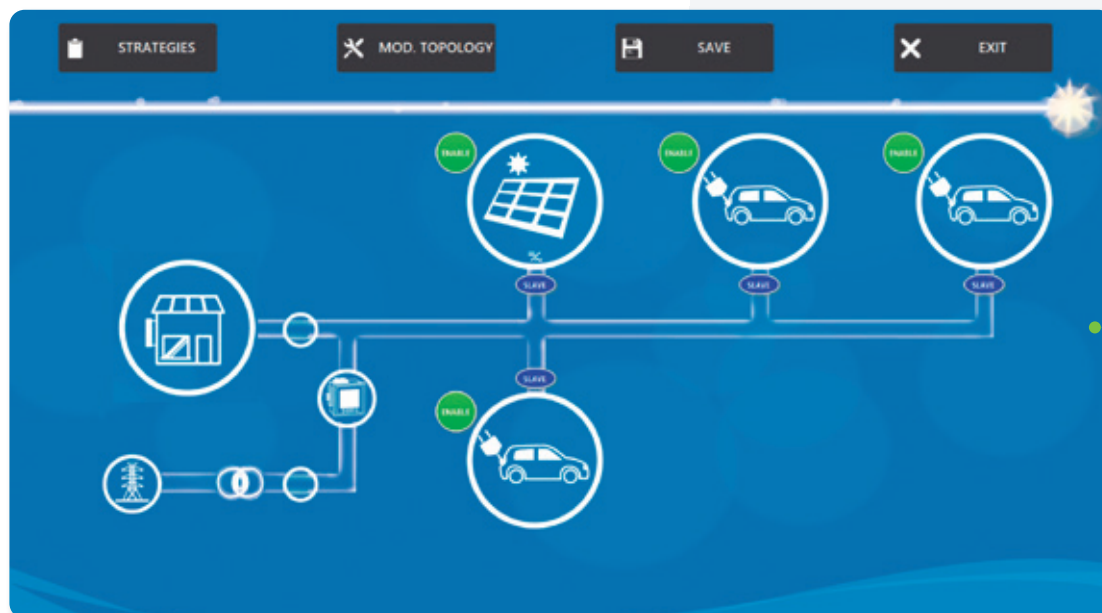 STRATEGIES
MOD. TOPOLOGY
SAVE
EXIT
ENABLE
ENABLE
ENABLE
SLAVE
SLAVE
SLAVE
SLAVE
ENABLE